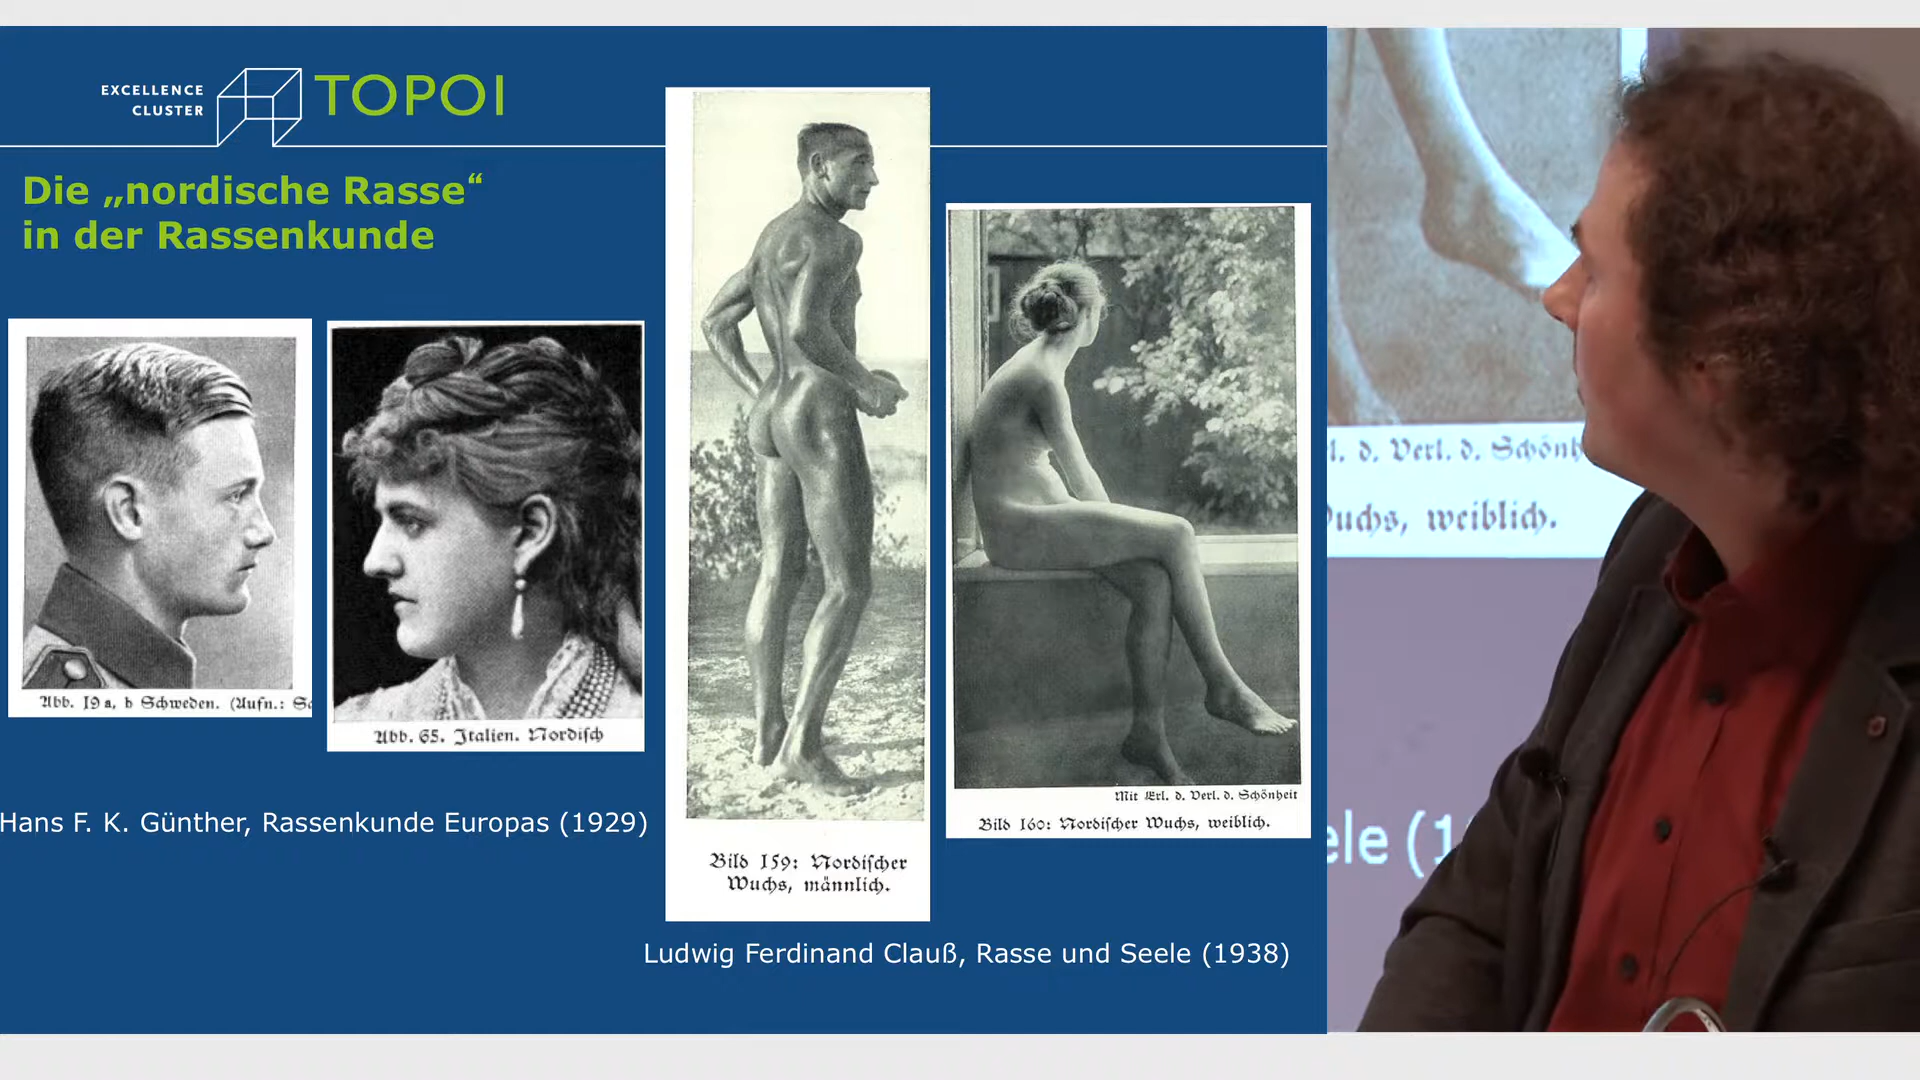 EXCELLENCE
CLUSTER
TOPOI
Die „nordische Rasse“
in der Rassenkunde
Abb. 19a, b Schweden. (Aufn.:
Abb. 65. Italien. Nordisch
Hans F. K. Günther, Rassenkunde Europas (1929)
Bild 159: Nordischer
Wuchs, männlich.
Mit Erl. d. Verl. d. Schönheit
Bild 160: Nordischer Wuchs, weiblich.
Ludwig Ferdinand Clauß, Rasse und Seele (1938)
d. Verl. d. Schönh
Wuchs, weiblich.
ele (1